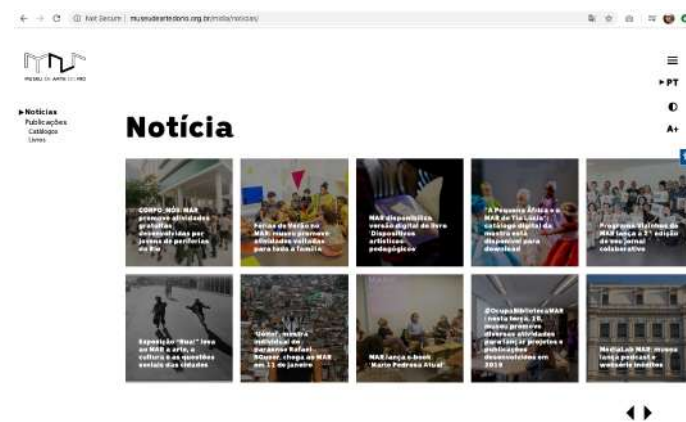 Not Secure | museudeartedorio.org.br/midia/noticias/
MUSEU DE ARTE DO RIO
PT
A+
Notícias
Publicações
Catálogos
Livros
Notícia
CORPO_NÓS: MAR
promove atividades
gratuitas
desenvolvidas por
jovens de periferias
do Rio
Férias de Verão no
MAR: museu promove
atividades voltadas
para toda a família
MAR disponibiliza
versão digital do livro
'Dispositivos
artísticos
pedagógicos'
"A Pequena África e o
MAR de Tia Lúcia":
catálogo digital da
mostra está
disponível para
download
Programa Vizinhos do
MAR lança a 2ª edição
de seu jornal
colaborativo
Exposição "Rua!" leva
ao MAR a arte, a
cultura e as questões
sociais das cidades
mostra
individual do
paraense Rafael
BQueer, chega ao MAR
em 11 de janeiro
MAR lança e-book
'Mario Pedrosa Atual'
@OcupaBibliotecaMAR
: nesta terça, 20,
museu promove
diversas atividades
para lançar projetos e
publicações
desenvolvidos em
2019
MediaLab MAR: museu
lança podcast e
websérie inéditos